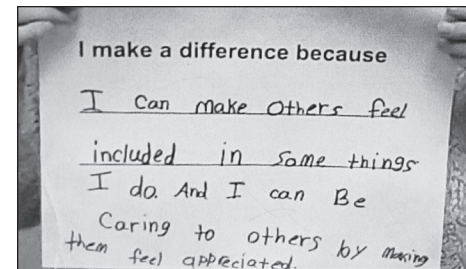 I make a difference because
I Can make Others feel
included in Some things
I do. And I can Be
Caring to others by making
them feel appreciated.